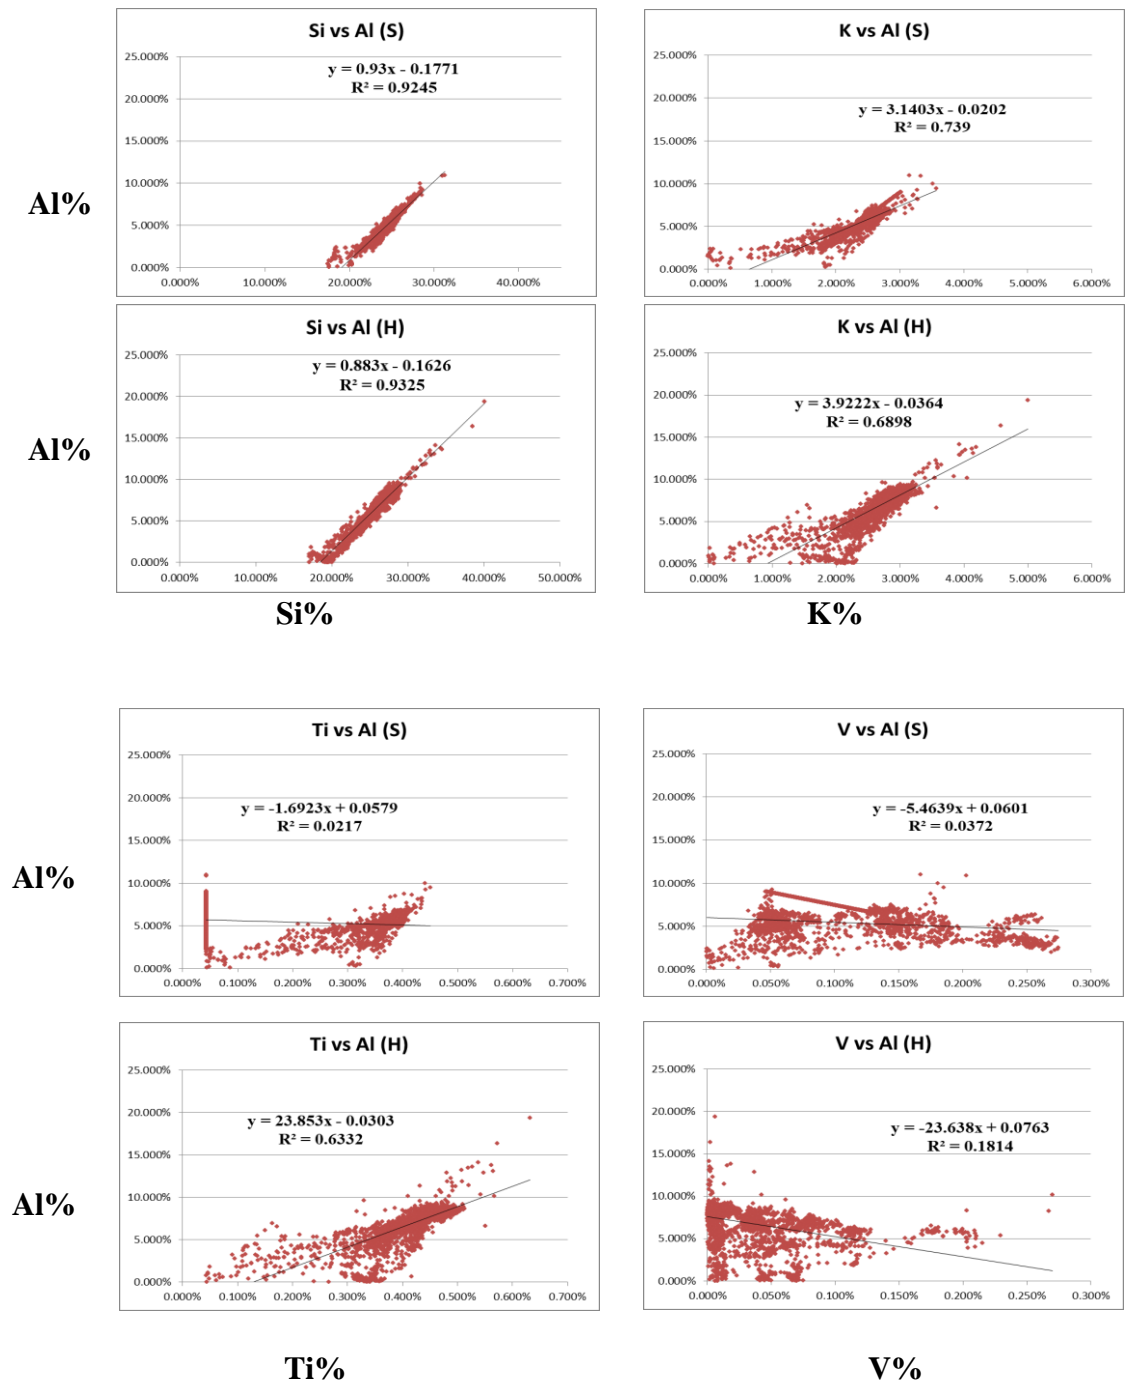 Si vs Al (S)
25.000%
20.000%
15.000%
10.000%
5.000%
0.000%
y = 0.93x - 0.1771
R² = 0.9245
0.000% 10.000% 20.000% 30.000% 40.000%
K vs Al (S)
25.000%
20.000%
15.000%
10.000%
5.000%
0.000%
y = 3.1403x - 0.0202
R² = 0.739
0.000% 1.000% 2.000% 3.000% 4.000% 5.000% 6.000%
Al%
Si vs Al (H)
25.000%
20.000%
15.000%
10.000%
5.000%
0.000%
y = 0.883x - 0.1626
R² = 0.9325
0.000% 10.000% 20.000% 30.000% 40.000% 50.000%
K vs Al (H)
25.000%
20.000%
15.000%
10.000%
5.000%
0.000%
y = 3.9222x - 0.0364
R² = 0.6898
0.000% 1.000% 2.000% 3.000% 4.000% 5.000% 6.000%
Al%
Si%
K%
Ti vs Al (S)
25.000%
20.000%
15.000%
10.000%
5.000%
0.000%
y = -1.6923x + 0.0579
R² = 0.0217
0.000% 0.100% 0.200% 0.300% 0.400% 0.500% 0.600% 0.700%
V vs Al (S)
25.000%
20.000%
15.000%
10.000%
5.000%
0.000%
y = -5.4639x + 0.0601
R² = 0.0372
0.000% 0.050% 0.100% 0.150% 0.200% 0.250% 0.300%
Al%
Ti vs Al (H)
25.000%
20.000%
15.000%
10.000%
5.000%
0.000%
y = 23.853x - 0.0303
R² = 0.6332
0.000% 0.100% 0.200% 0.300% 0.400% 0.500% 0.600% 0.700%
V vs Al (H)
25.000%
20.000%
15.000%
10.000%
5.000%
0.000%
y = -23.638x + 0.0763
R² = 0.1814
0.000% 0.050% 0.100% 0.150% 0.200% 0.250% 0.300%
Al%
Ti%
V%